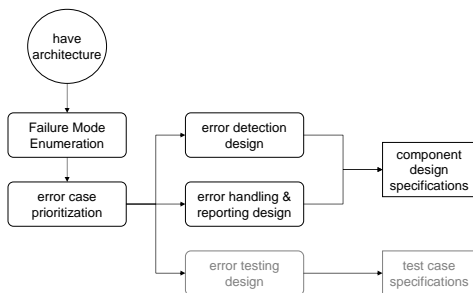 have
architecture
Failure Mode
Enumeration
error case
prioritization
error detection
design
error handling &
reporting design
error testing
design
component
design
specifications
test case
specifications